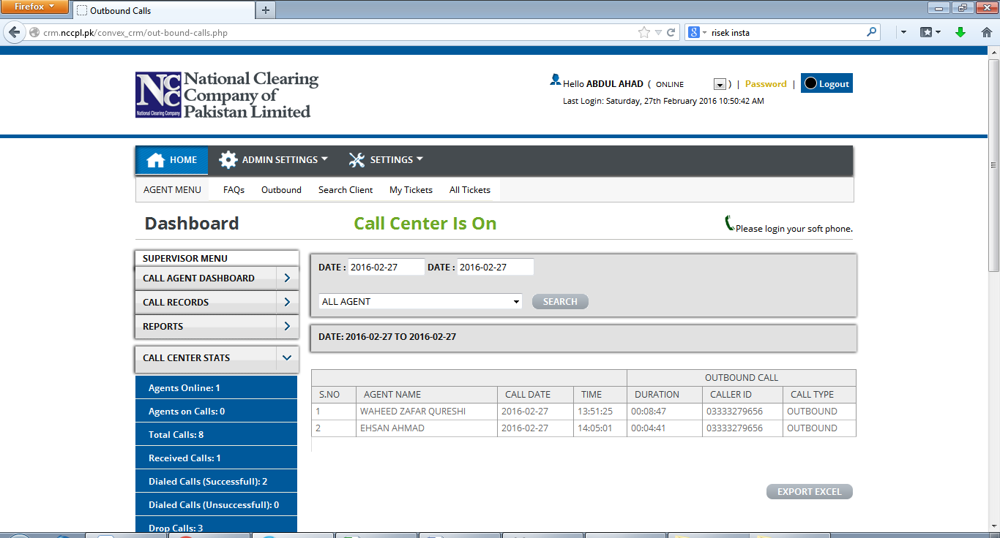 Firefox
Outbound Calls
crm.nccpl.pk/convex_crm/out-bound-calls.php
8
risek insta
NCC
National Clearing Company
National Clearing
Company of
Pakistan Limited
Hello ABDUL AHAD ( ONLINE ) | Password | Logout
Last Login: Saturday, 27th February 2016 10:50:42 AM
HOME ADMIN SETTINGS SETTINGS
AGENT MENU FAQs Outbound Search Client My Tickets All Tickets
Dashboard Call Center Is On Please login your soft phone.
SUPERVISOR MENU
CALL AGENT DASHBOARD
CALL RECORDS
REPORTS
CALL CENTER STATS
Agents Online: 1
Agents on Calls: 0
Total Calls: 8
Received Calls: 1
Dialed Calls (Successfull): 2
Dialed Calls (Unsuccessfull): 0
Drop Calls: 3
DATE : 2016-02-27 DATE : 2016-02-27
ALL AGENT SEARCH
DATE: 2016-02-27 TO 2016-02-27
OUTBOUND CALL
S.NO AGENT NAME CALL DATE TIME DURATION CALLER ID CALL TYPE
1 WAHEED ZAFAR QURESHI 2016-02-27 13:51:25 00:08:47 03333279656 OUTBOUND
2 EHSAN AHMAD 2016-02-27 14:05:01 00:04:41 03333279656 OUTBOUND
EXPORT EXCEL